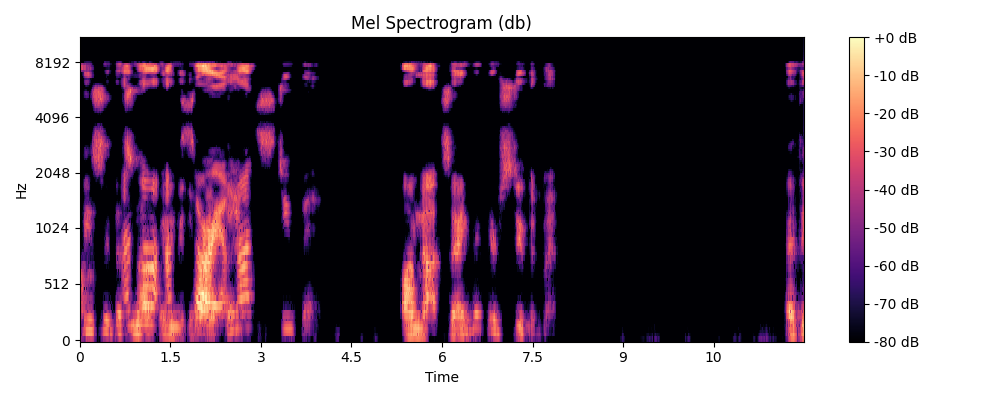 Mel Spectrogram (db)
Hz
8192
4096
2048
1024
512
0
0 1.5 3 4.5 6 7.5 9 10
Time
+0 dB
-10 dB
-20 dB
-30 dB
-40 dB
-50 dB
-60 dB
-70 dB
-80 dB